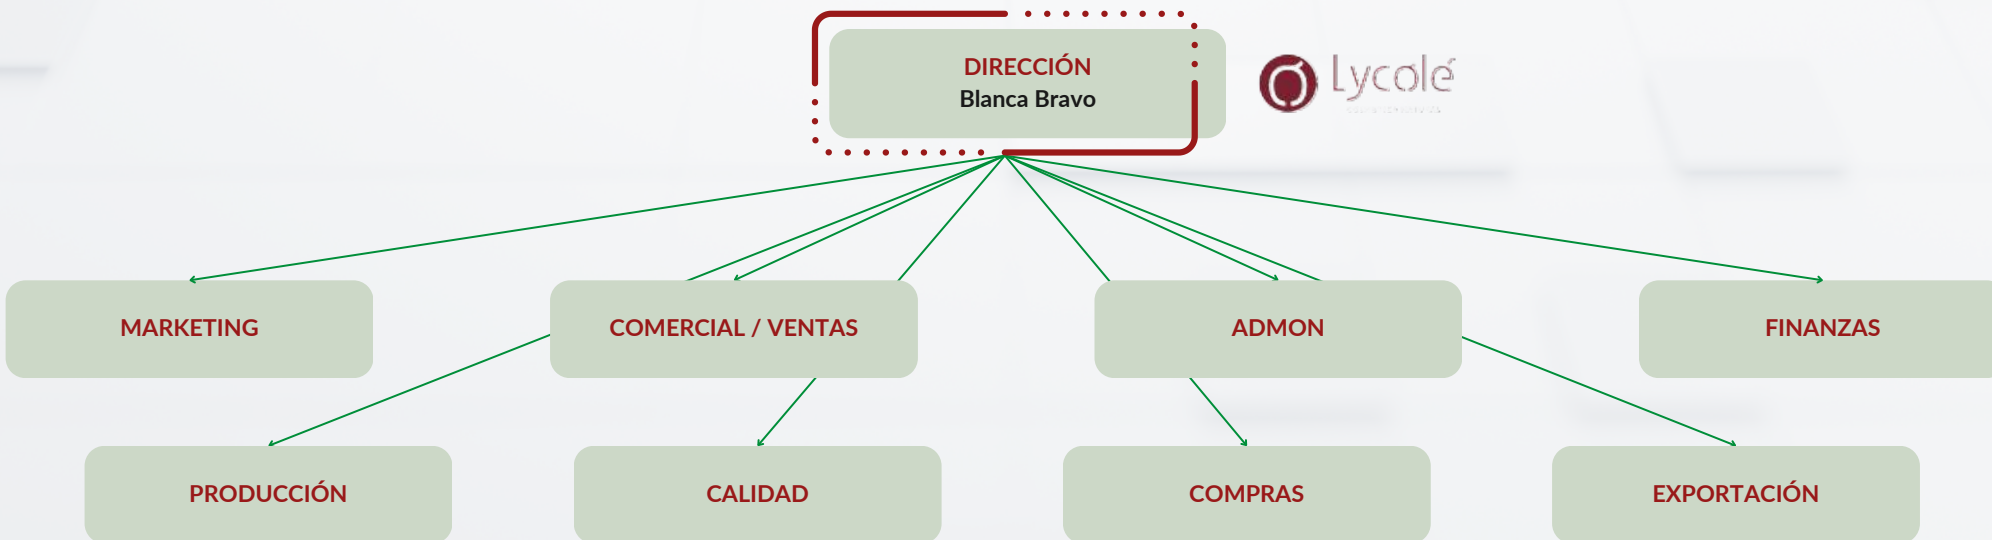 DIRECCIÓN
Blanca Bravo
Lycolé
MARKETING
COMERCIAL / VENTAS
ADMON
FINANZAS
PRODUCCIÓN
CALIDAD
COMPRAS
EXPORTACIÓN